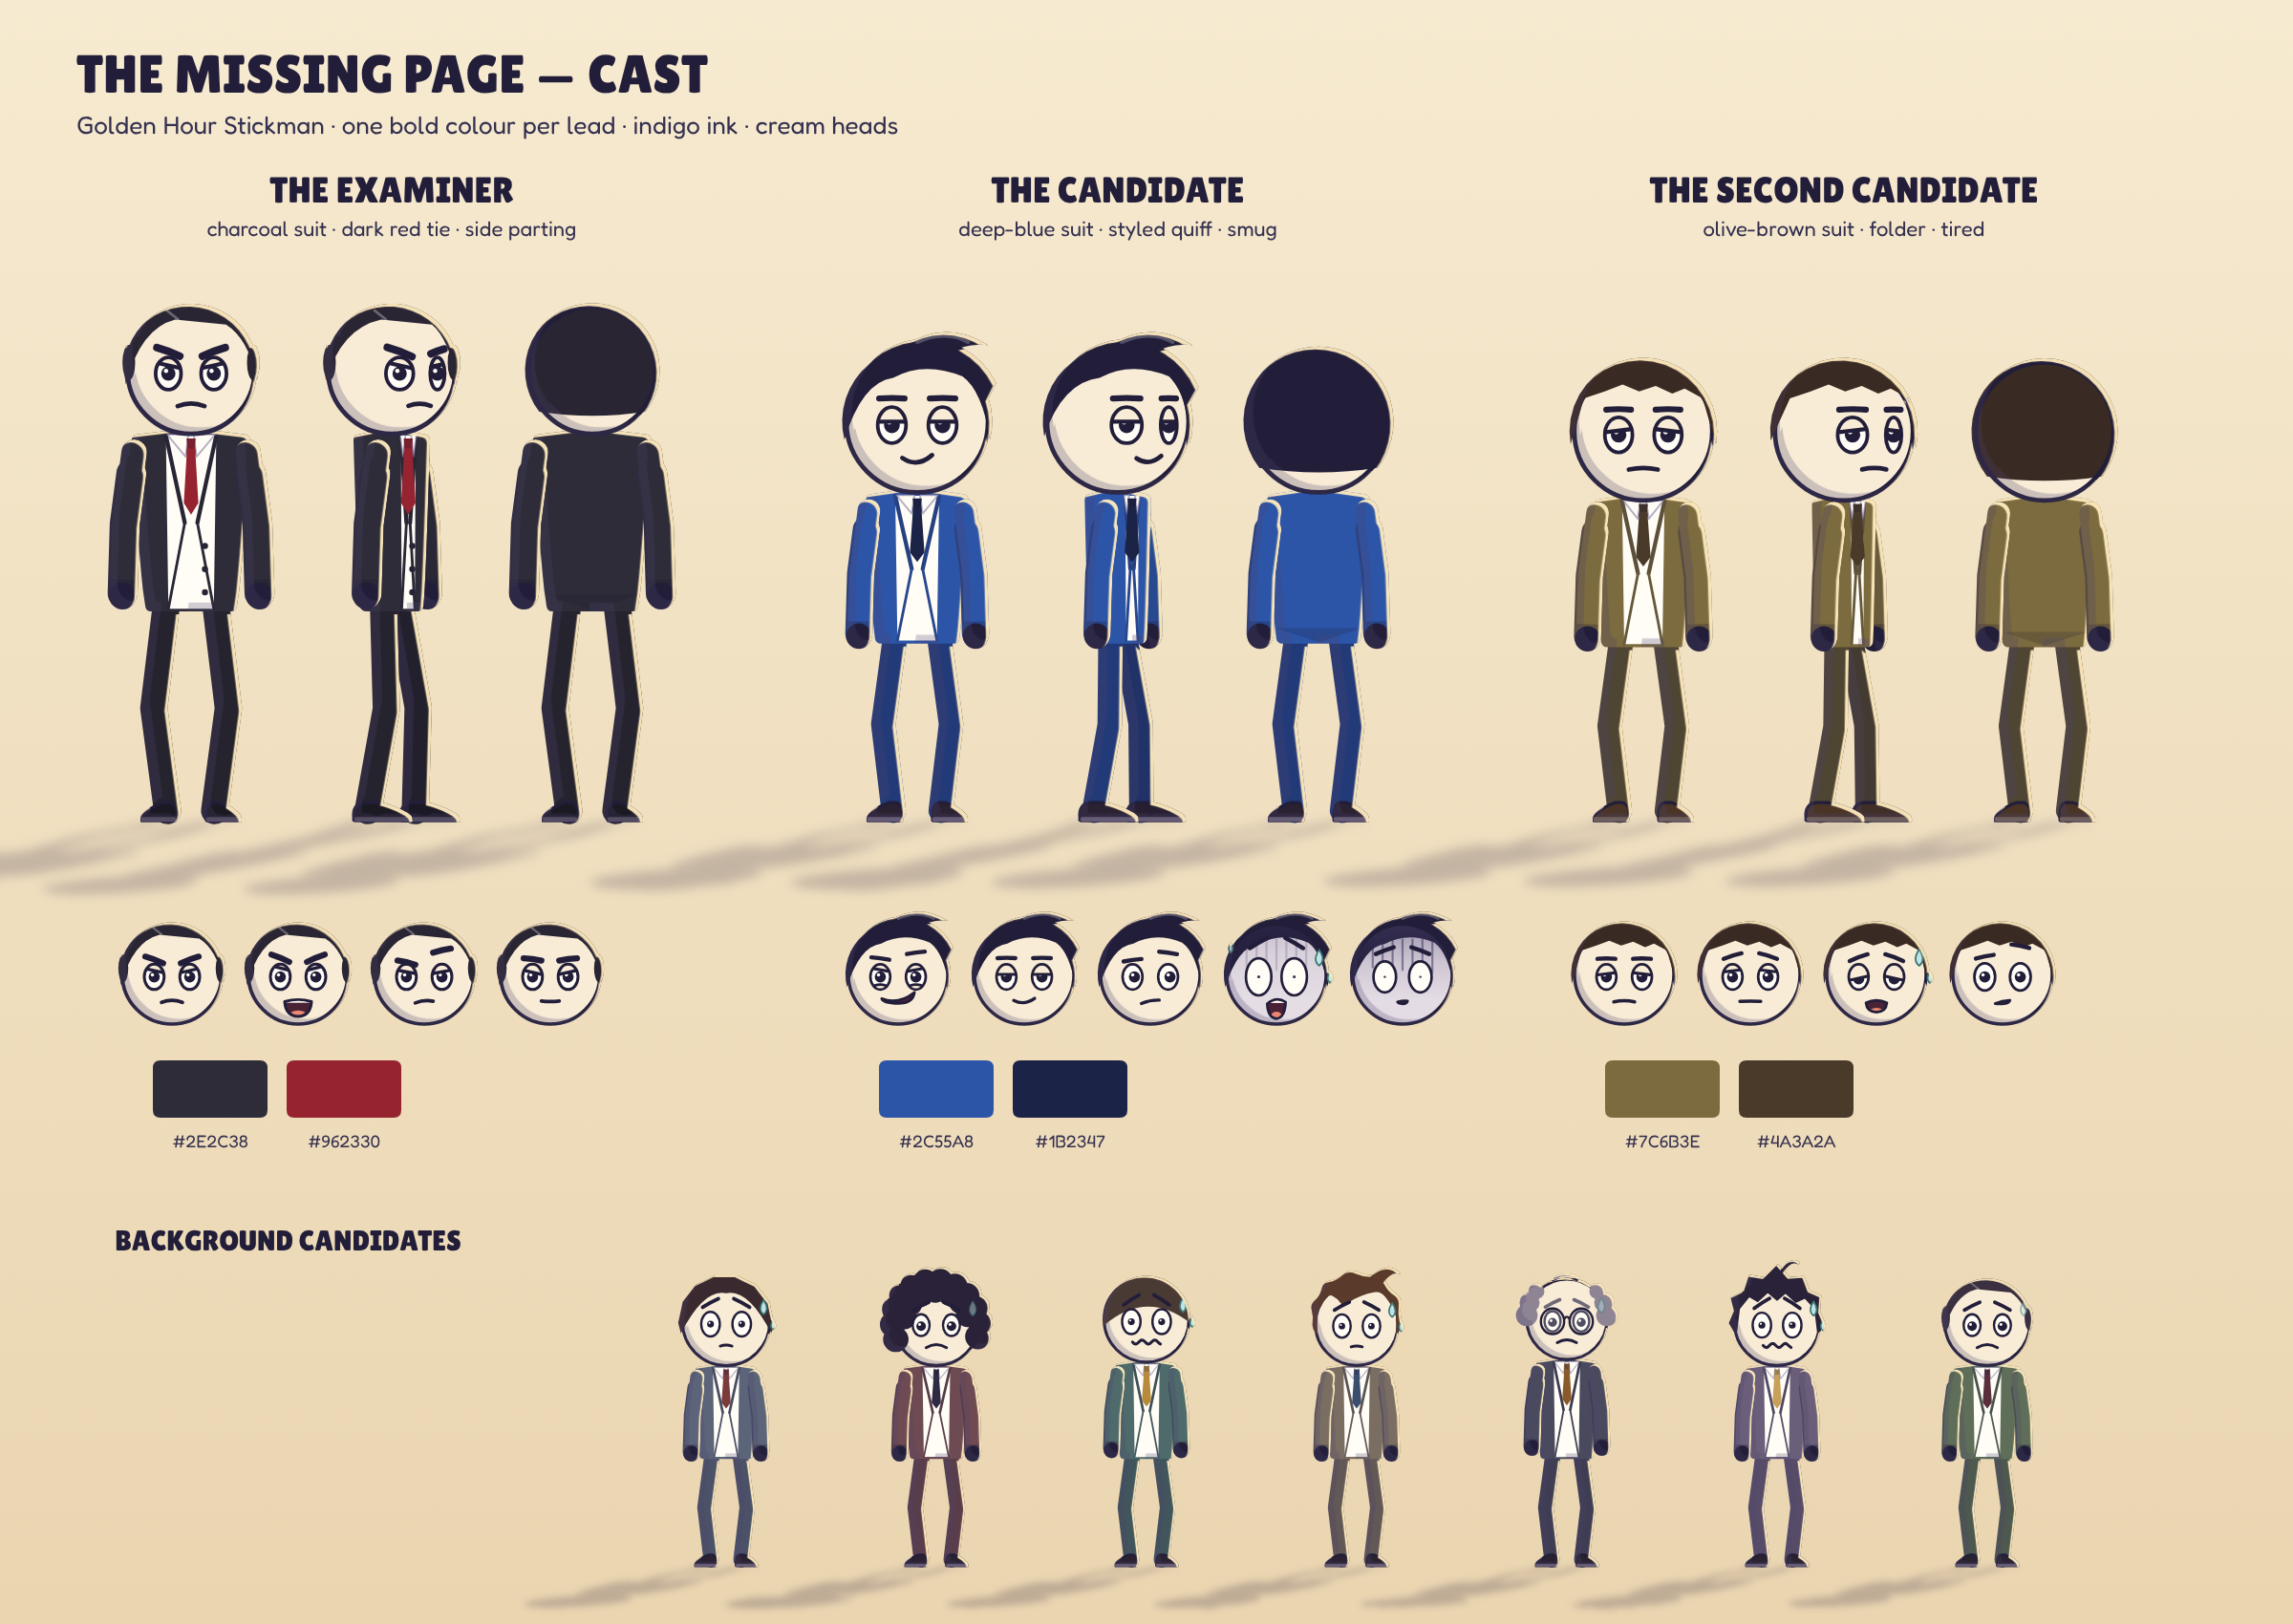 THE MISSING PAGE — CAST
Golden Hour Stickman · one bold colour per lead · indigo ink · cream heads
THE EXAMINER
charcoal suit · dark red tie · side parting
THE CANDIDATE
deep-blue suit · styled quiff · smug
THE SECOND CANDIDATE
olive-brown suit · folder · tired
#2E2C38
#962330
#2C55A8
#1B2347
#7C6B3E
#4A3A2A
BACKGROUND CANDIDATES